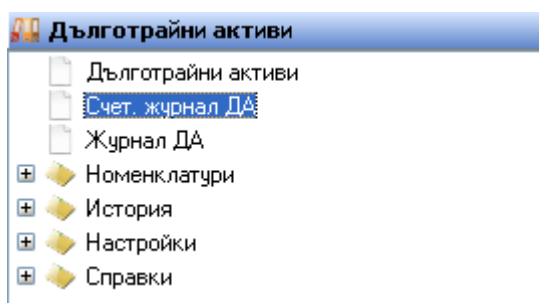 Дълготрайни активи
Дълготрайни активи
Счет. журнал ДА
Журнал ДА
Номенклатури
История
Настройки
Справки